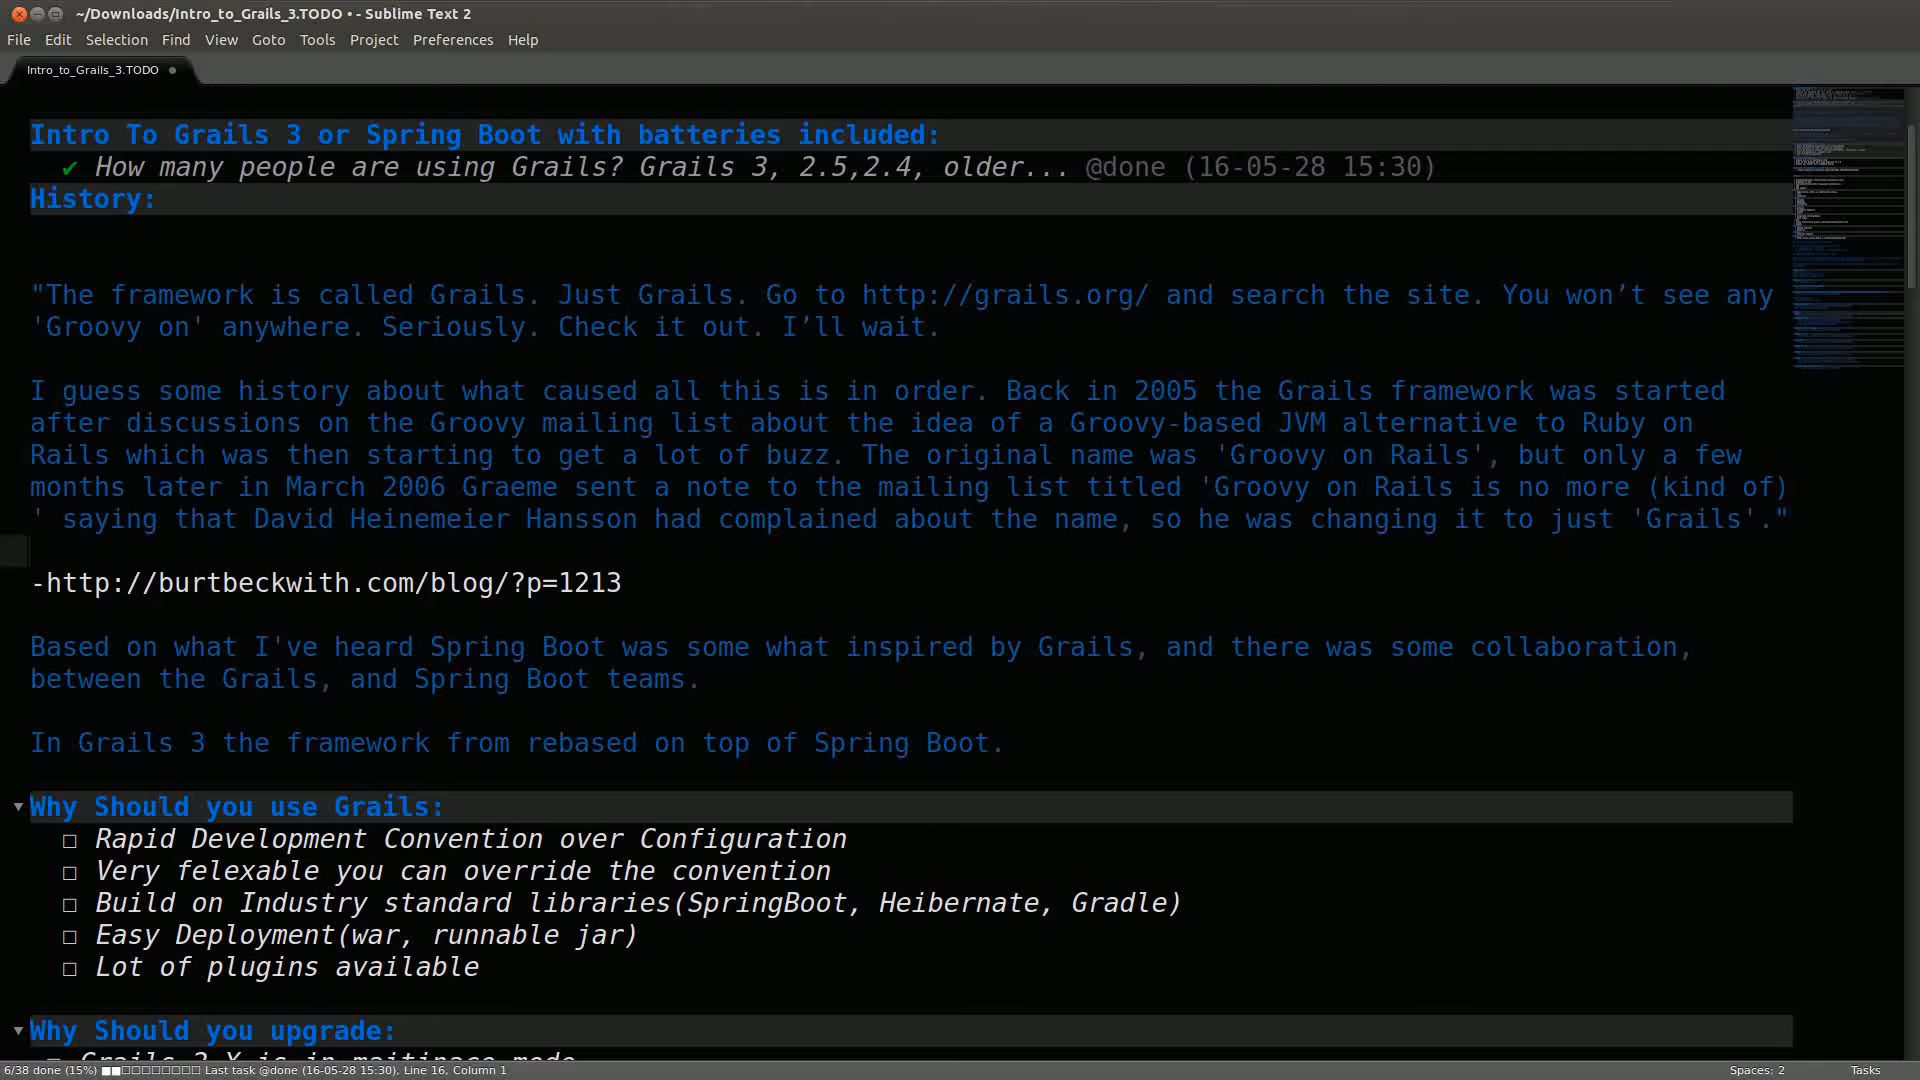 ~/Downloads/Intro_to_Grails_3.TODO • - Sublime Text 2
File Edit Selection Find View Goto Tools Project Preferences Help
Intro_to_Grails_3.TODO
Intro To Grails 3 or Spring Boot with batteries included:
✔ How many people are using Grails? Grails 3, 2.5,2.4, older... @done (16-05-28 15:30)
History:
"The framework is called Grails. Just Grails. Go to http://grails.org/ and search the site. You won’t see any
'Groovy on' anywhere. Seriously. Check it out. I’ll wait.
I guess some history about what caused all this is in order. Back in 2005 the Grails framework was started
after discussions on the Groovy mailing list about the idea of a Groovy-based JVM alternative to Ruby on
Rails which was then starting to get a lot of buzz. The original name was 'Groovy on Rails', but only a few
months later in March 2006 Graeme sent a note to the mailing list titled 'Groovy on Rails is no more (kind of)
' saying that David Heinemeier Hansson had complained about the name, so he was changing it to just 'Grails'."
-http://burtbeckwith.com/blog/?p=1213
Based on what I've heard Spring Boot was some what inspired by Grails, and there was some collaboration,
between the Grails, and Spring Boot teams.
In Grails 3 the framework from rebased on top of Spring Boot.
Why Should you use Grails:
☐ Rapid Development Convention over Configuration
☐ Very felexable you can override the convention
☐ Build on Industry standard libraries(SpringBoot, Heibernate, Gradle)
☐ Easy Deployment(war, runnable jar)
☐ Lot of plugins available
Why Should you upgrade:
Grails 2.X is in maitinace mode
6/38 done (15%) ■■□□□□□□□□ Last task @done (16-05-28 15:30), Line 16, Column 1 Spaces: 2 Tasks